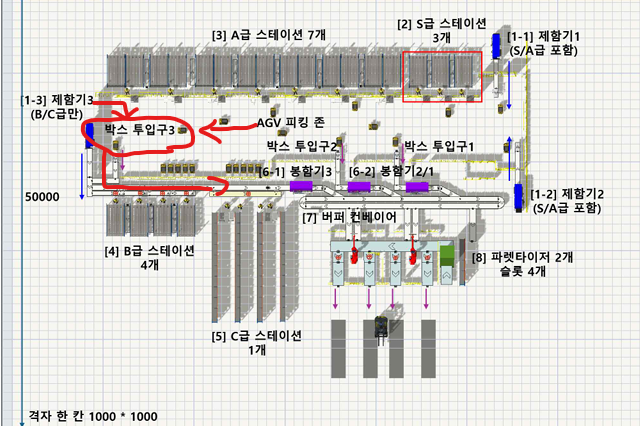 [3] A급 스테이션 7개
[2] S급 스테이션
3개
[1-1] 제함기1
(S/A급 포함)
[1-3] 제함기3
(B/C급만)
박스 투입구3
AGV 피킹 존
박스 투입구2
박스 투입구1
[6-1] 봉함기3
[6-2] 봉함기2/1
50000
[1-2] 제함기2
(S/A급 포함)
[7] 버퍼 컨베이어
[4] B급 스테이션
4개
[8] 파렛타이저 2개
슬롯 4개
[5] C급 스테이션
1개
격자 한 칸 1000 * 1000